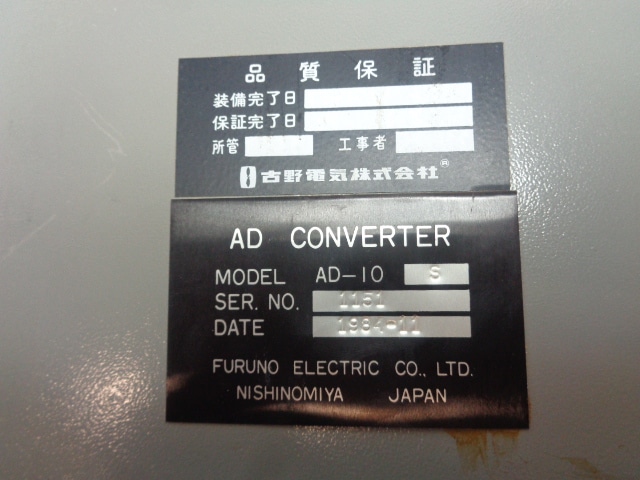 品質保証
装備完了日
保証完了日
所管 工事者
古野電気株式会社®
AD CONVERTER
MODEL AD-10 S
SER. NO. 1151
DATE 1984-11
FURUNO ELECTRIC CO., LTD.
NISHINOMIYA JAPAN